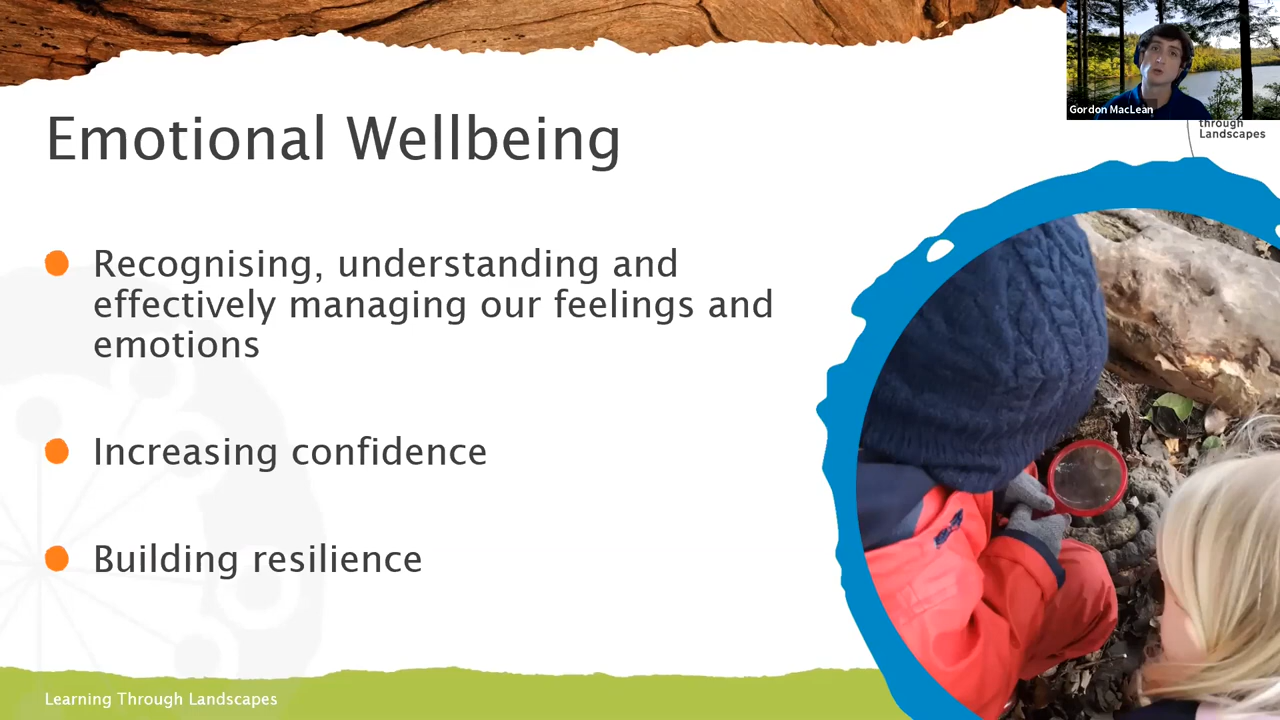 Emotional Wellbeing
Gordon MacLean
through
Landscapes
Recognising, understanding and
effectively managing our feelings and
emotions
Increasing confidence
Building resilience
Learning Through Landscapes